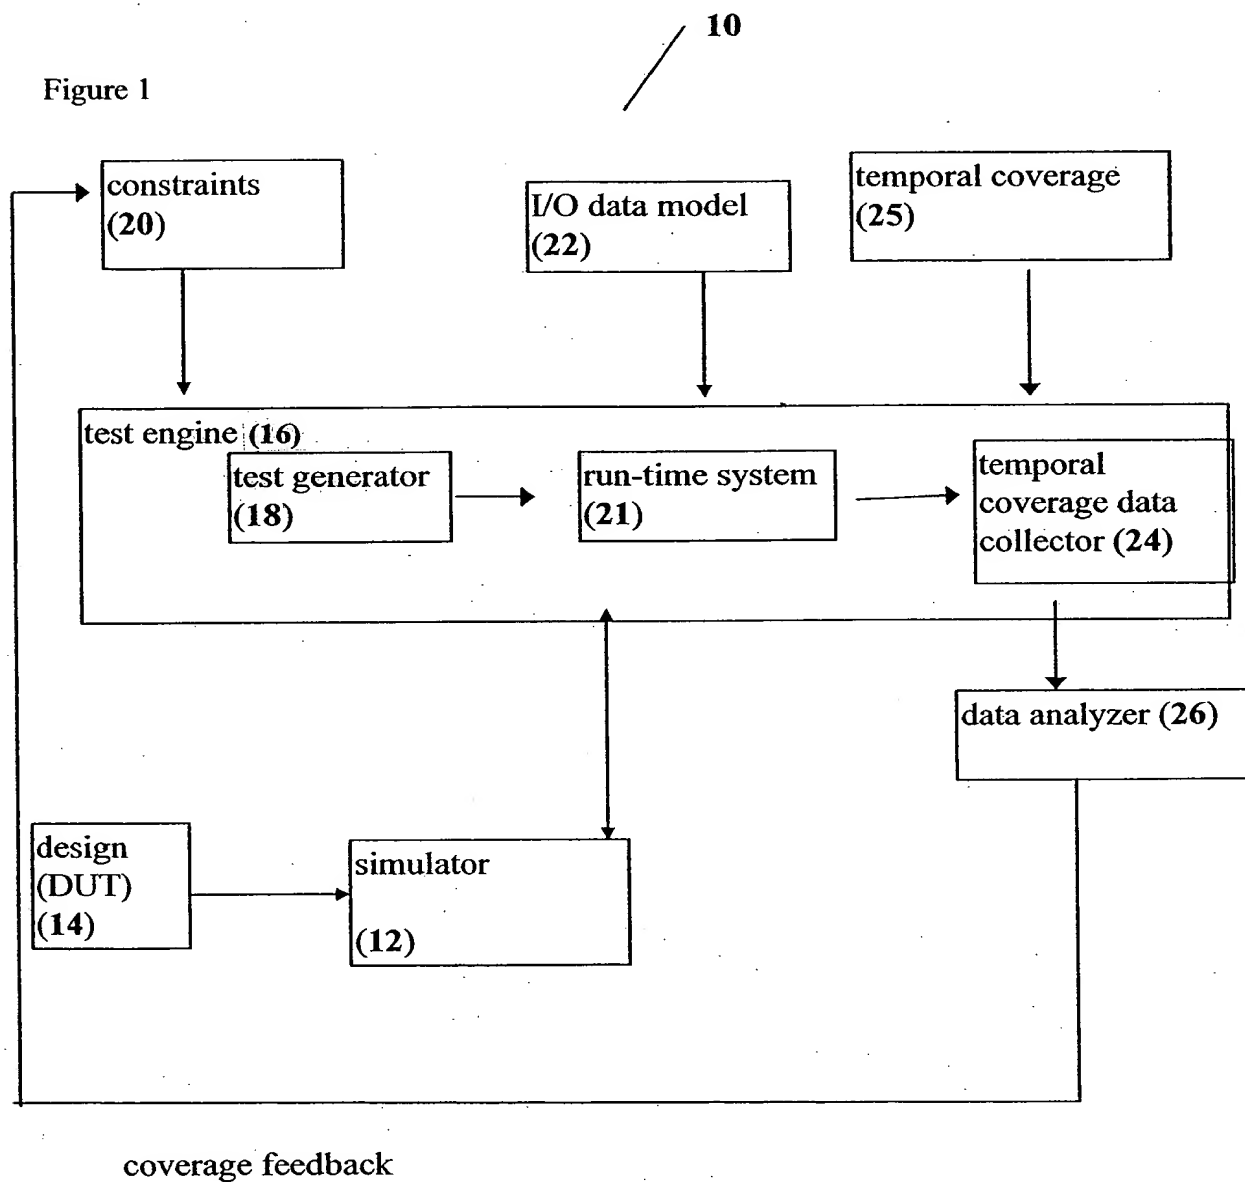 10
Figure 1
constraints
(20)
I/O data model
(22)
temporal coverage
(25)
test engine (16)
test generator
(18)
run-time system
(21)
temporal
coverage data
collector (24)
data analyzer (26)
design
(DUT)
(14)
simulator
(12)
coverage feedback